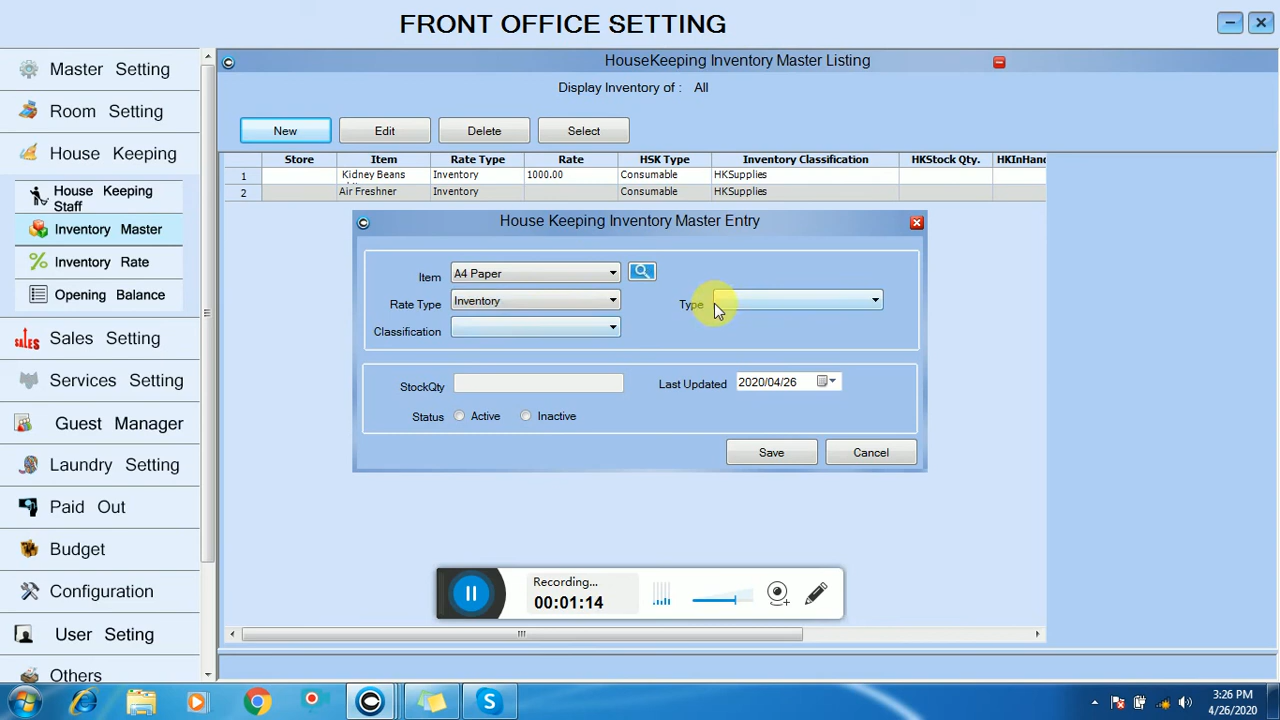 FRONT OFFICE SETTING
Master Setting
Room Setting
House Keeping
House Keeping
Staff
Inventory Master
Inventory Rate
Opening Balance
Sales Setting
SALES
Services Setting
Guest Manager
Laundry Setting
Paid Out
Budget
Configuration
User Seting
Others
HouseKeeping Inventory Master Listing
Display Inventory of : All
New Edit Delete Select
Store Item Rate Type Rate HSK Type Inventory Classification HKStock Qty. HKInHand
1 Kidney Beans Inventory 1000.00 Consumable HKSupplies
2 Air Freshner Inventory Consumable HKSupplies
House Keeping Inventory Master Entry
Item A4 Paper
Rate Type Inventory Type
Classification
StockQty Last Updated 2020/04/26
Status Active Inactive
Save Cancel
Recording...
00:01:14
3:26 PM
4/26/2020